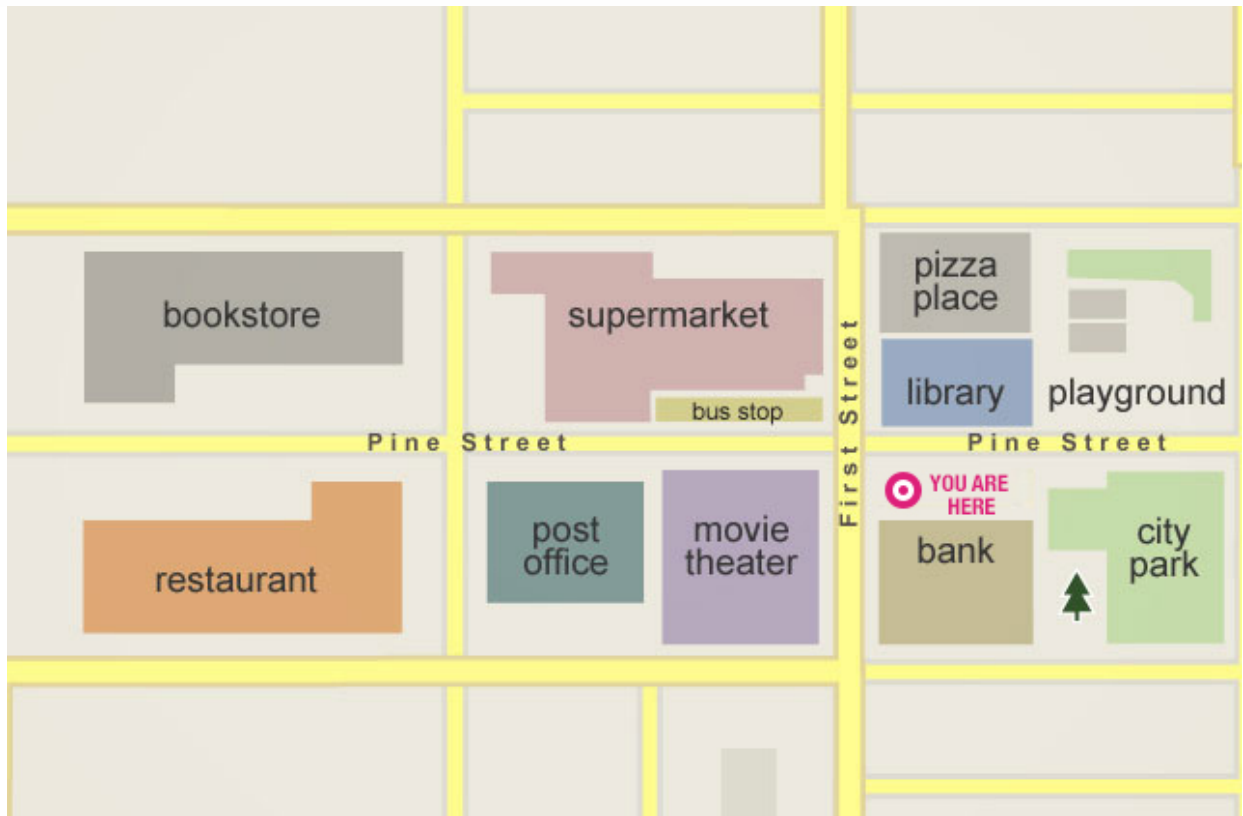 pizza
place
bookstore
supermarket
First Street
library
playground
bus stop
Pine Street
Pine Street
YOU ARE
HERE
post
office
movie
theater
bank
city
park
restaurant